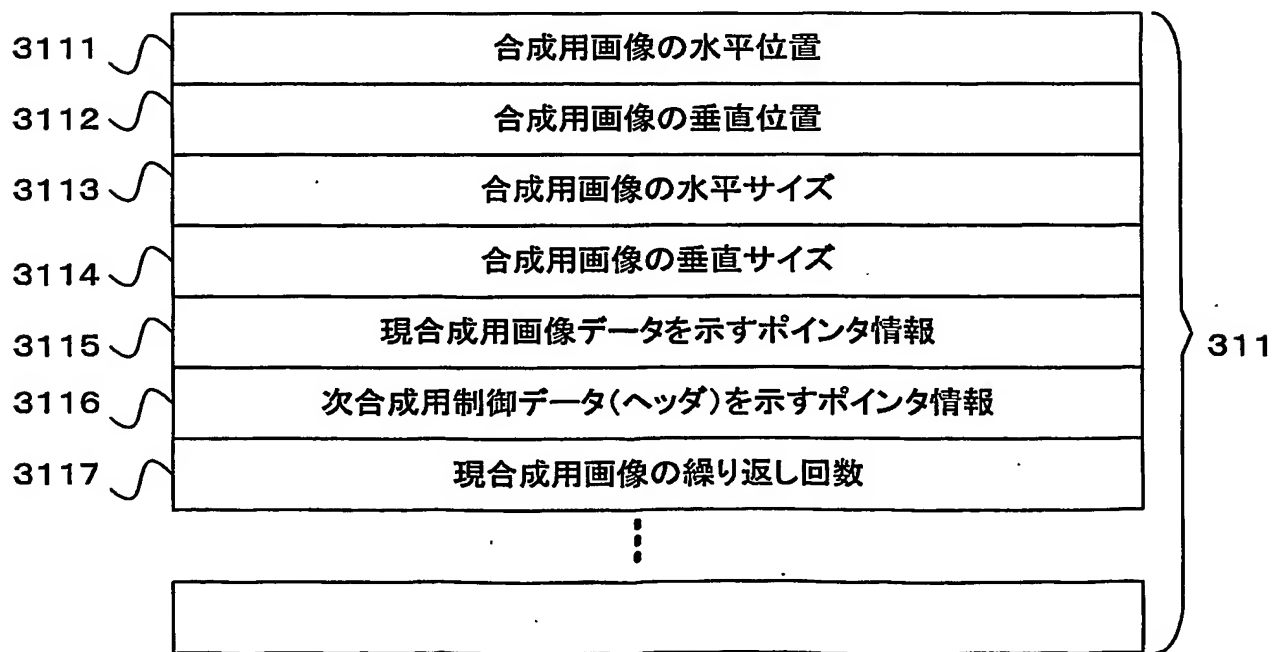 3111 合成用画像の水平位置
3112 合成用画像の垂直位置
3113 合成用画像の水平サイズ
3114 合成用画像の垂直サイズ
3115 現合成用画像データを示すポインタ情報
311
3116 次合成用制御データ(ヘッダ)を示すポインタ情報
3117 現合成用画像の繰り返し回数